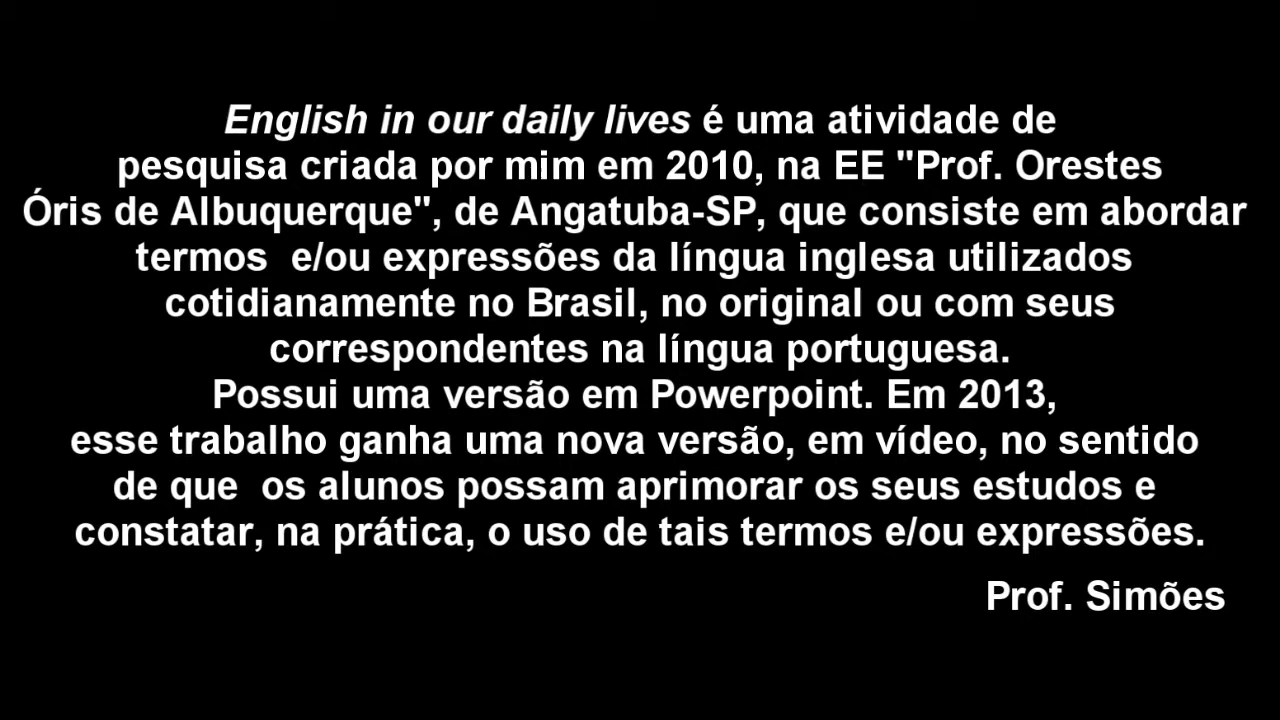 English in our daily lives é uma atividade de
pesquisa criada por mim em 2010, na EE "Prof. Orestes
Óris de Albuquerque", de Angatuba-SP, que consiste em abordar
termos  e/ou expressões da língua inglesa utilizados
cotidianamente no Brasil, no original ou com seus
correspondentes na língua portuguesa.
Possui uma versão em Powerpoint. Em 2013,
esse trabalho ganha uma nova versão, em vídeo, no sentido
de que  os alunos possam aprimorar os seus estudos e
constatar, na prática, o uso de tais termos e/ou expressões.
Prof. Simões